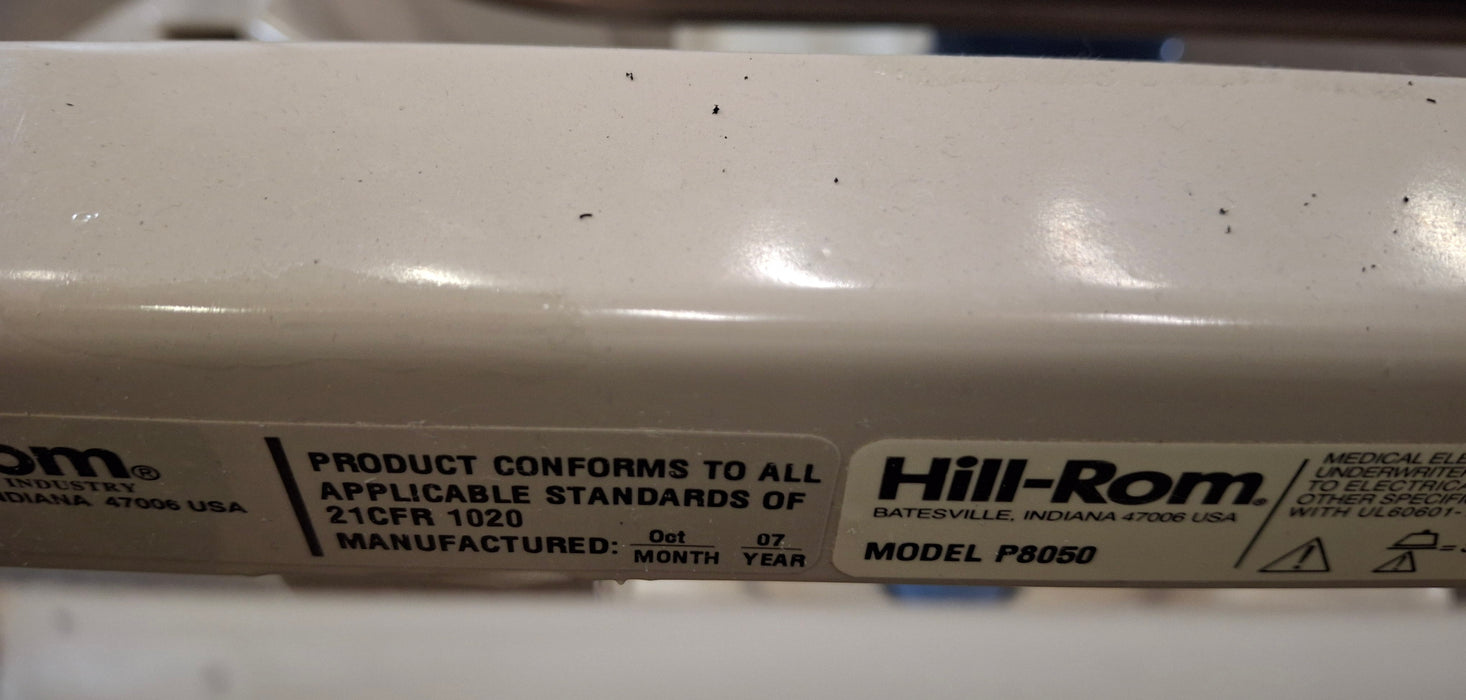 om®
INDUSTRY
INDIANA 47006 USA
PRODUCT CONFORMS TO ALL
APPLICABLE STANDARDS OF
21CFR 1020
MANUFACTURED: Oct 07
MONTH YEAR
Hill-Rom®
BATESVILLE, INDIANA 47006 USA
MODEL P8050
MEDICAL ELE
UNDERWRITE
TO ELECTRICA
OTHER SPECIFI
WITH UL60601-